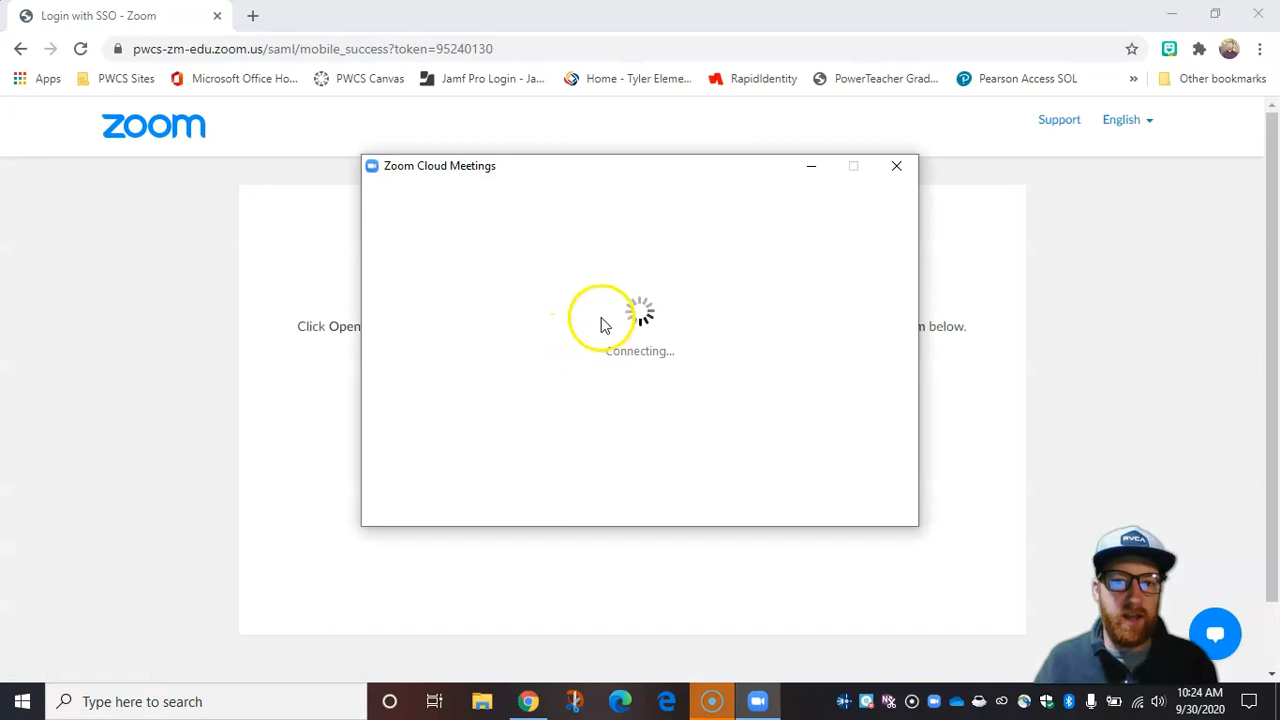 Login with SSO - Zoom
pwcs-zm-edu.zoom.us/saml/mobile_success?token=95240130
Apps PWCS Sites Microsoft Office Ho... PWCS Canvas Jamf Pro Login - Ja... Home - Tyler Eleme... RapidIdentity PowerTeacher Grad... Pearson Access SOL » Other bookmarks
zoom Support English
Zoom Cloud Meetings
Click Open m below.
Connecting...
RVCA
Type here to search
10:24 AM
9/30/2020